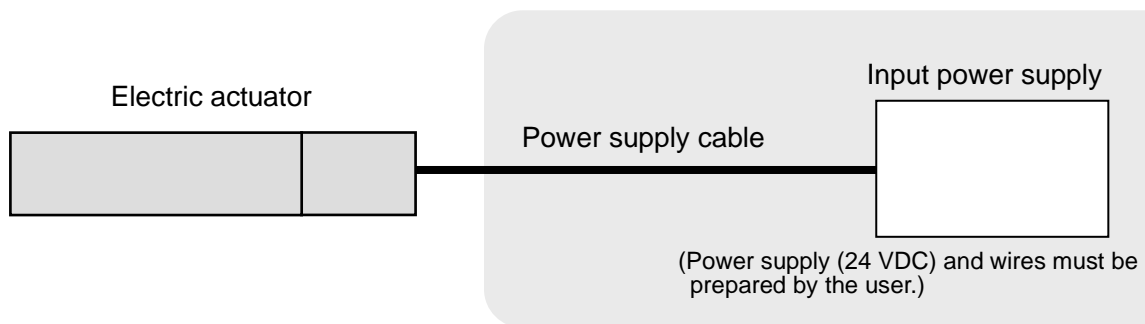 Input power supply
Electric actuator
Power supply cable
(Power supply (24 VDC) and wires must be
prepared by the user.)